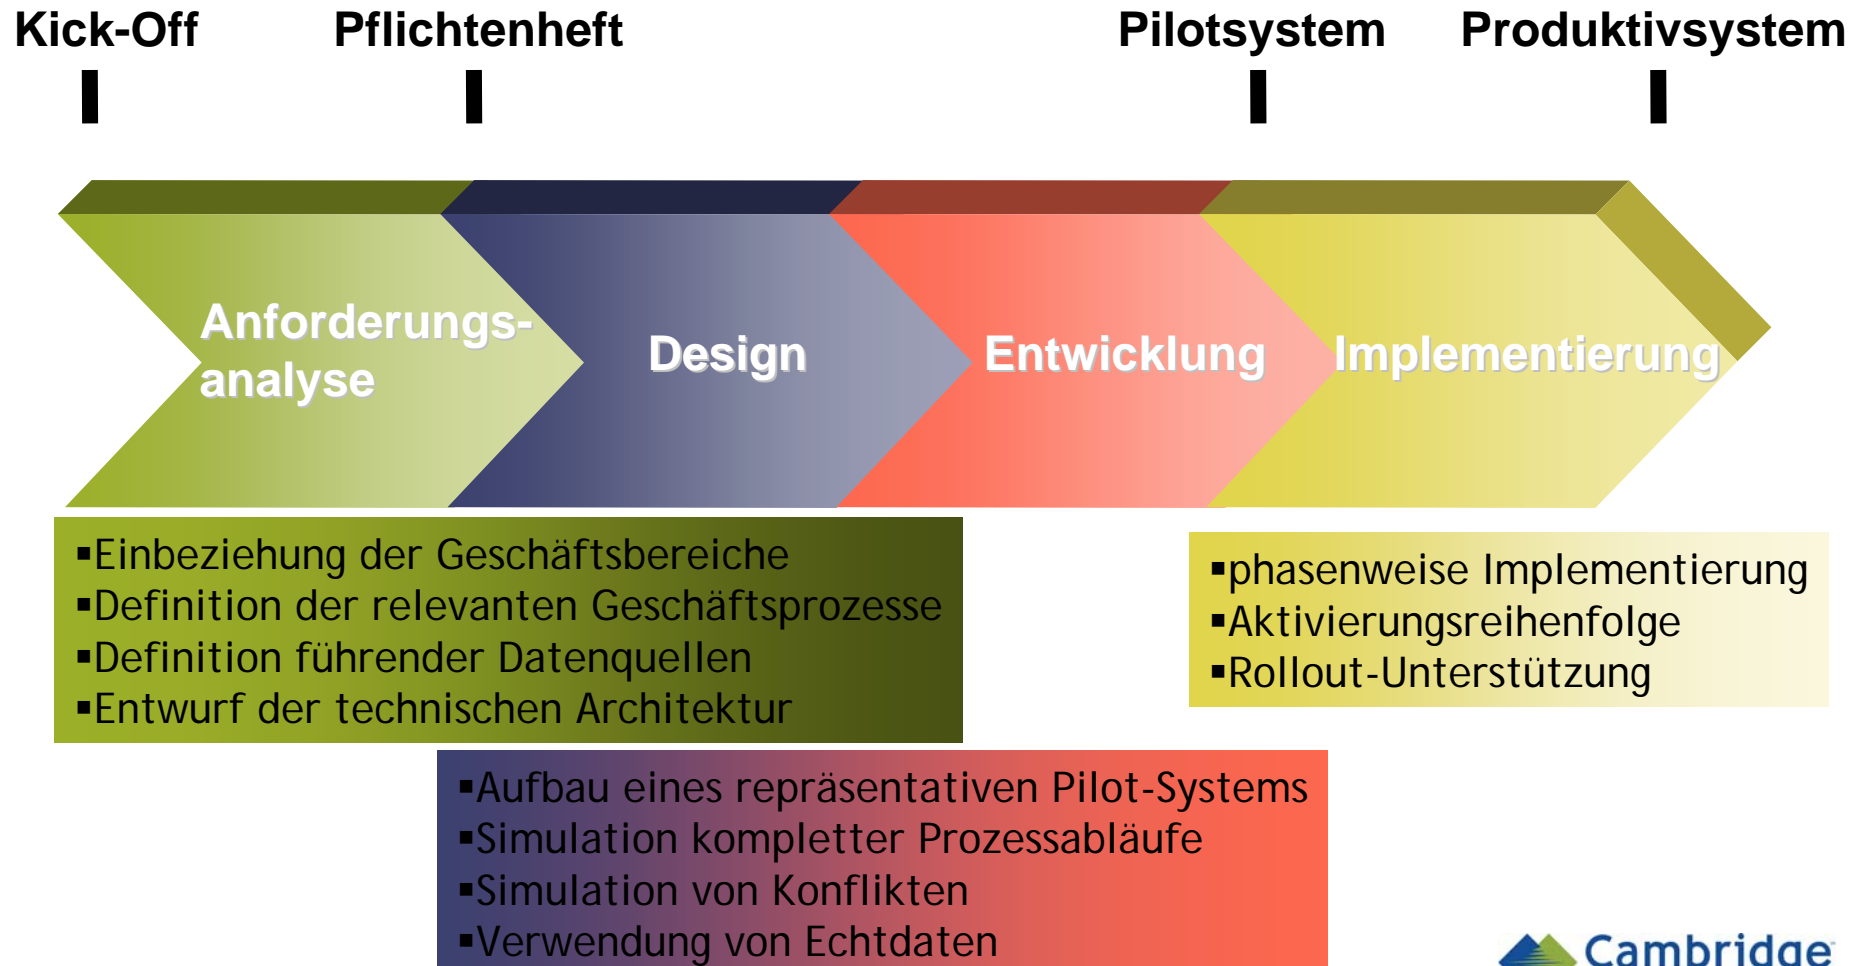 Kick-Off Pflichtenheft Pilotsystem Produktivsystem
Anforderungs-
analyse
Design
Entwicklung
Implementierung
▪Einbeziehung der Geschäftsbereiche
▪Definition der relevanten Geschäftsprozesse
▪Definition führender Datenquellen
▪Entwurf der technischen Architektur
▪phasenweise Implementierung
▪Aktivierungsreihenfolge
▪Rollout-Unterstützung
▪Aufbau eines repräsentativen Pilot-Systems
▪Simulation kompletter Prozessabläufe
▪Simulation von Konflikten
▪Verwendung von Echtdaten
Cambridge